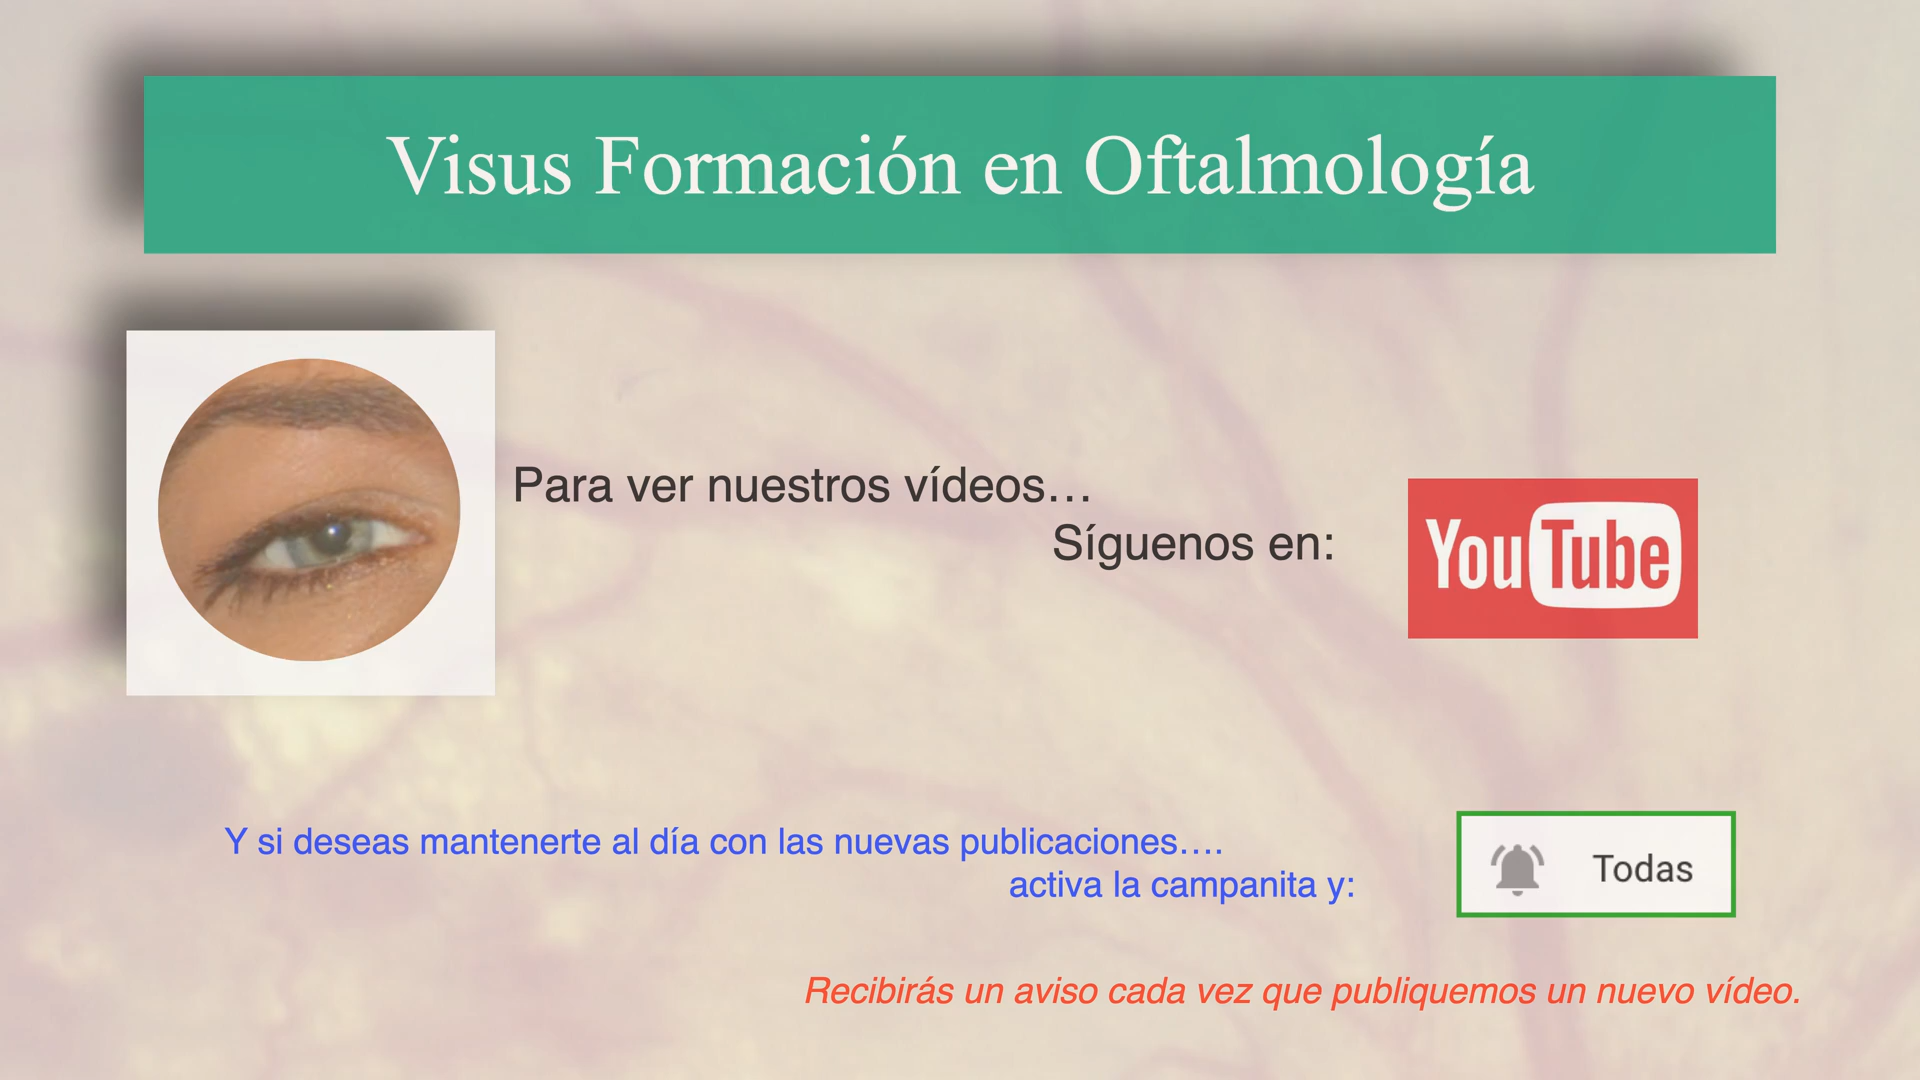 Visus Formación en Oftalmología
Para ver nuestros vídeos…
Síguenos en:
YouTube
Y si deseas mantenerte al día con las nuevas publicaciones….
activa la campanita y:
Todas
Recibirás un aviso cada vez que publiquemos un nuevo vídeo.